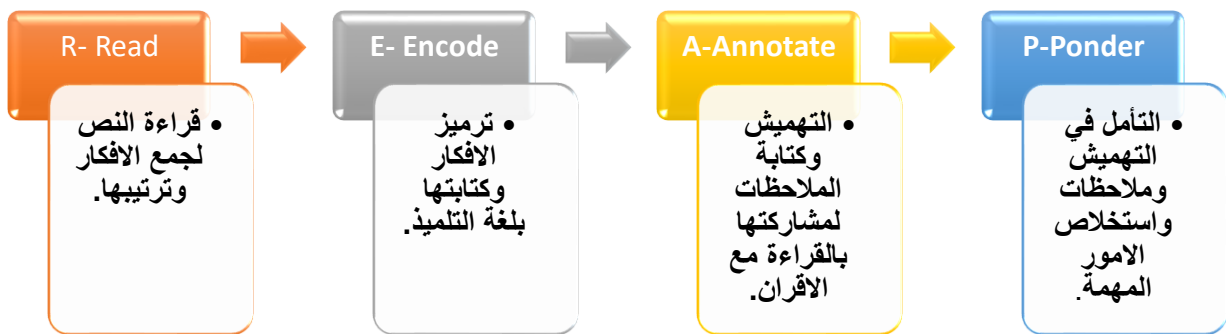 R- Read
• قراءة النص
لجمع الافكار
وترتيبها.
E- Encode
• ترميز
الافكار
وكتابتها
بلغة التلميذ.
A-Annotate
• التهميش
وكتابة
الملاحظات
لمشاركتها
بالقراءة مع
الاقران.
P-Ponder
• التأمل في
التهميش
وملاحظات
واستخلاص
الامور
المهمة.